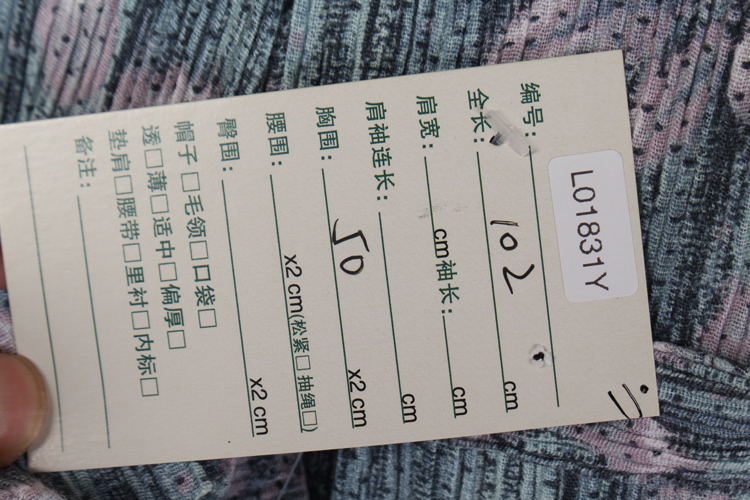 编号: L01831Y
全长: 102 cm
肩宽: cm 袖长: cm
肩袖连长: cm
胸围: 50 x2 cm
腰围: x2 cm(松紧□ 抽绳□)
臀围: x2 cm
帽子□毛领□口袋□
透□薄□适中□偏厚□
垫肩□腰带□里衬□内标□
备注: